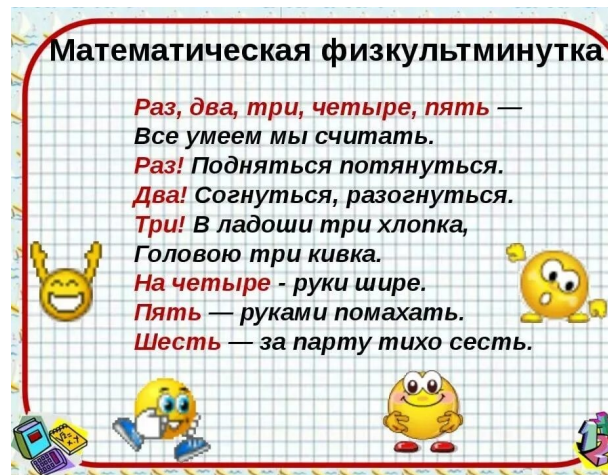 Математическая физкультминутка
Раз, два, три, четыре, пять —
Все умеем мы считать.
Раз! Подняться потянуться.
Два! Согнуться, разогнуться.
Три! В ладоши три хлопка,
Головою три кивка.
На четыре - руки шире.
Пять — руками помахать.
Шесть — за парту тихо сесть.